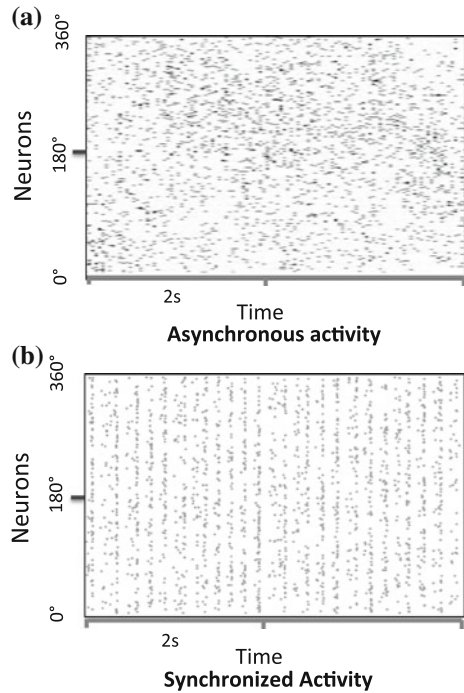 (a)
360°
Neurons
180°
0°
2s
Time
Asynchronous activity
(b)
360°
Neurons
180°
0°
2s
Time
Synchronized Activity